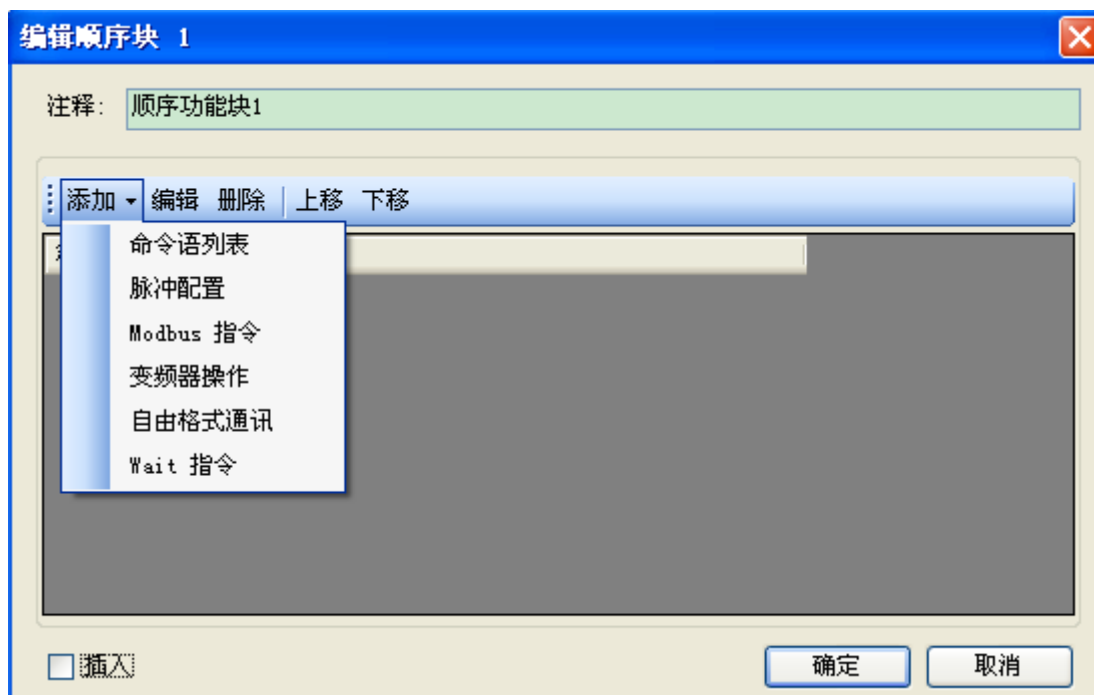 编辑顺序块 1
注释: 顺序功能块1
添加 编辑 删除 上移 下移
命令语列表
脉冲配置
Modbus 指令
变频器操作
自由格式通讯
Wait 指令
插入 确定 取消